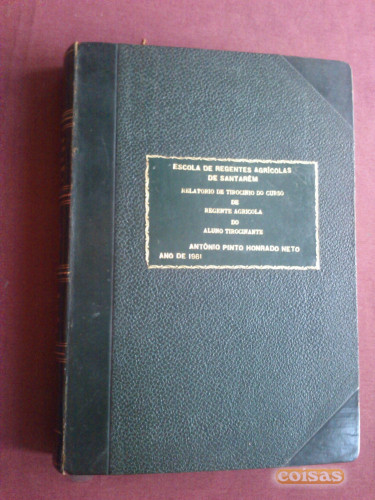 ESCOLA DE REGENTES AGRÍCOLAS
DE SANTARÉM
RELATORIO DE TIROCINIO DO CURSO
DE
REGENTE AGRICOLA
DO
ALUNO TIROCINANTE
ANTÓNIO PINTO HONRADO NETO
ANO DE 1981
coisas